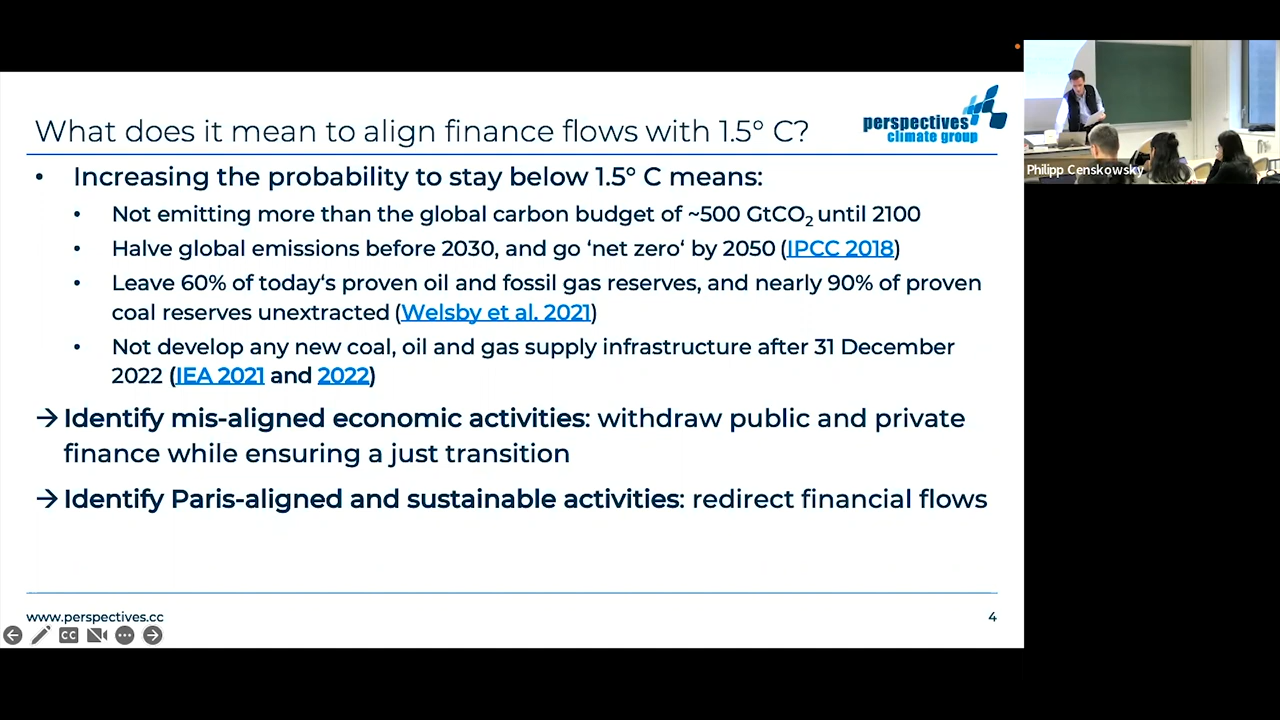 What does it mean to align finance flows with 1.5° C?
perspectives
climate group
• Increasing the probability to stay below 1.5° C means:
• Not emitting more than the global carbon budget of ~500 GtCO₂ until 2100
• Halve global emissions before 2030, and go ‘net zero‘ by 2050 (IPCC 2018)
• Leave 60% of today‘s proven oil and fossil gas reserves, and nearly 90% of proven
coal reserves unextracted (Welsby et al. 2021)
• Not develop any new coal, oil and gas supply infrastructure after 31 December
2022 (IEA 2021 and 2022)
→ Identify mis-aligned economic activities: withdraw public and private
finance while ensuring a just transition
→ Identify Paris-aligned and sustainable activities: redirect financial flows
www.perspectives.cc
4
CC
Philipp Censkowsky